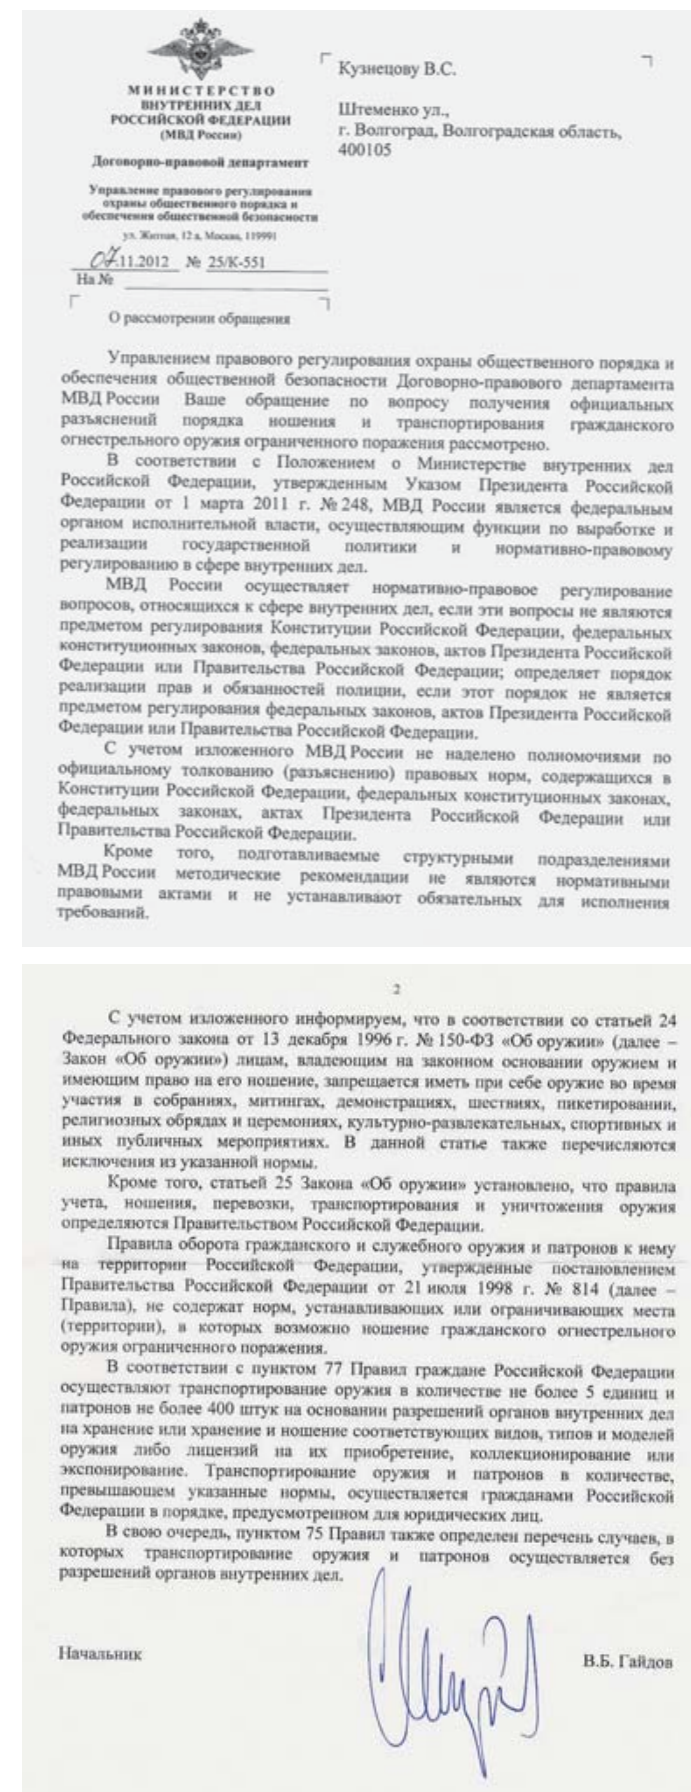 МИНИСТЕРСТВО
ВНУТРЕННИХ ДЕЛ
РОССИЙСКОЙ ФЕДЕРАЦИИ
(МВД России)
Договорно-правовой департамент
Управление правового регулирования
охраны общественного порядка и
обеспечения общественной безопасности
ул. Житная, 12 а, Москва, 119991
07.11.2012 № 25/К-551
На №
О рассмотрении обращения
Кузнецову В.С.
Штеменко ул.,
г. Волгоград, Волгоградская область,
400105
Управлением правового регулирования охраны общественного порядка и
обеспечения общественной безопасности Договорно-правового департамента
МВД России Ваше обращение по вопросу получения официальных
разъяснений порядка ношения и транспортирования гражданского
огнестрельного оружия ограниченного поражения рассмотрено.
В соответствии с Положением о Министерстве внутренних дел
Российской Федерации, утвержденным Указом Президента Российской
Федерации от 1 марта 2011 г. № 248, МВД России является федеральным
органом исполнительной власти, осуществляющим функции по выработке и
реализации государственной политики и нормативно-правовому
регулированию в сфере внутренних дел.
МВД России осуществляет нормативно-правовое регулирование
вопросов, относящихся к сфере внутренних дел, если эти вопросы не являются
предметом регулирования Конституции Российской Федерации, федеральных
конституционных законов, федеральных законов, актов Президента Российской
Федерации или Правительства Российской Федерации; определяет порядок
реализации прав и обязанностей полиции, если этот порядок не является
предметом регулирования федеральных законов, актов Президента Российской
Федерации или Правительства Российской Федерации.
С учетом изложенного МВД России не наделено полномочиями по
официальному толкованию (разъяснению) правовых норм, содержащихся в
Конституции Российской Федерации, федеральных конституционных законах,
федеральных законах, актах Президента Российской Федерации или
Правительства Российской Федерации.
Кроме того, подготавливаемые структурными подразделениями
МВД России методические рекомендации не являются нормативными
правовыми актами и не устанавливают обязательных для исполнения
требований.
2
С учетом изложенного информируем, что в соответствии со статьей 24
Федерального закона от 13 декабря 1996 г. № 150-ФЗ «Об оружии» (далее –
Закон «Об оружии») лицам, владеющим на законном основании оружием и
имеющим право на его ношение, запрещается иметь при себе оружие во время
участия в собраниях, митингах, демонстрациях, шествиях, пикетировании,
религиозных обрядах и церемониях, культурно-развлекательных, спортивных и
иных публичных мероприятиях. В данной статье также перечисляются
исключения из указанной нормы.
Кроме того, статьей 25 Закона «Об оружии» установлено, что правила
учета, ношения, перевозки, транспортирования и уничтожения оружия
определяются Правительством Российской Федерации.
Правила оборота гражданского и служебного оружия и патронов к нему
на территории Российской Федерации, утвержденные постановлением
Правительства Российской Федерации от 21 июля 1998 г. № 814 (далее –
Правила), не содержат норм, устанавливающих или ограничивающих места
(территории), в которых возможно ношение гражданского огнестрельного
оружия ограниченного поражения.
В соответствии с пунктом 77 Правил граждане Российской Федерации
осуществляют транспортирование оружия в количестве не более 5 единиц и
патронов не более 400 штук на основании разрешений органов внутренних дел
на хранение или хранение и ношение соответствующих видов, типов и моделей
оружия либо лицензий на их приобретение, коллекционирование или
экспонирование. Транспортирование оружия и патронов в количестве,
превышающем указанные нормы, осуществляется гражданами Российской
Федерации в порядке, предусмотренном для юридических лиц.
В свою очередь, пунктом 75 Правил также определен перечень случаев, в
которых транспортирование оружия и патронов осуществляется без
разрешений органов внутренних дел.
Начальник
В.Б. Гайдов